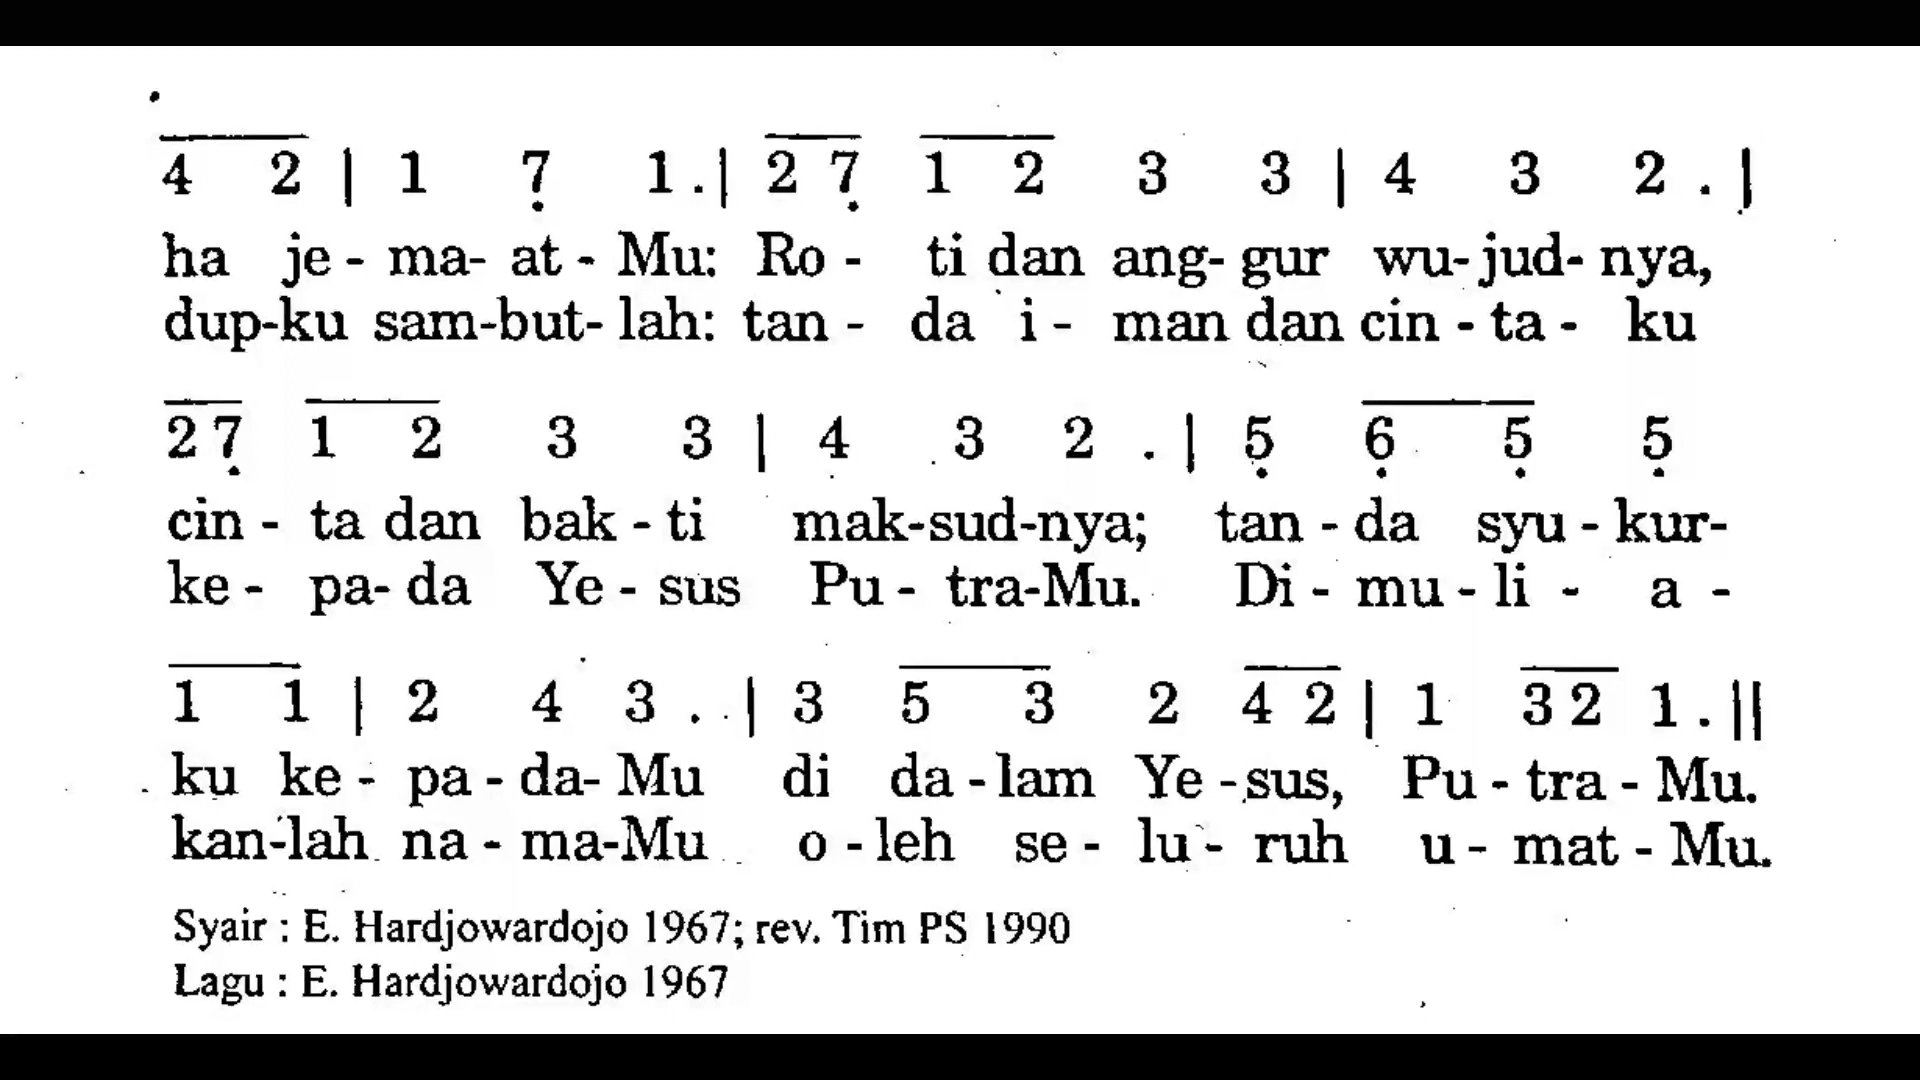 4 2 | 1 7̣ 1 . | 2 7̣ 1 2 3 3 | 4 3 2 . |
ha je - ma- at - Mu: Ro - ti dan ang- gur wu- jud- nya,
dup-ku sam-but- lah: tan - da i - man dan cin - ta - ku
2 7̣ 1 2 3 3 | 4 3 2 . | 5̣ 6̣ 5̣ 5̣
cin - ta dan bak - ti mak-sud-nya; tan - da syu - kur-
ke - pa- da Ye - sus Pu - tra-Mu. Di - mu - li - a -
1 1 | 2 4 3 . | 3 5 3 2 4 2 | 1 3 2 1 . ||
ku ke - pa - da- Mu di da - lam Ye - sus, Pu - tra - Mu.
kan-lah na - ma-Mu o - leh se - lu - ruh u - mat - Mu.
Syair : E. Hardjowardojo 1967; rev. Tim PS 1990
Lagu : E. Hardjowardojo 1967